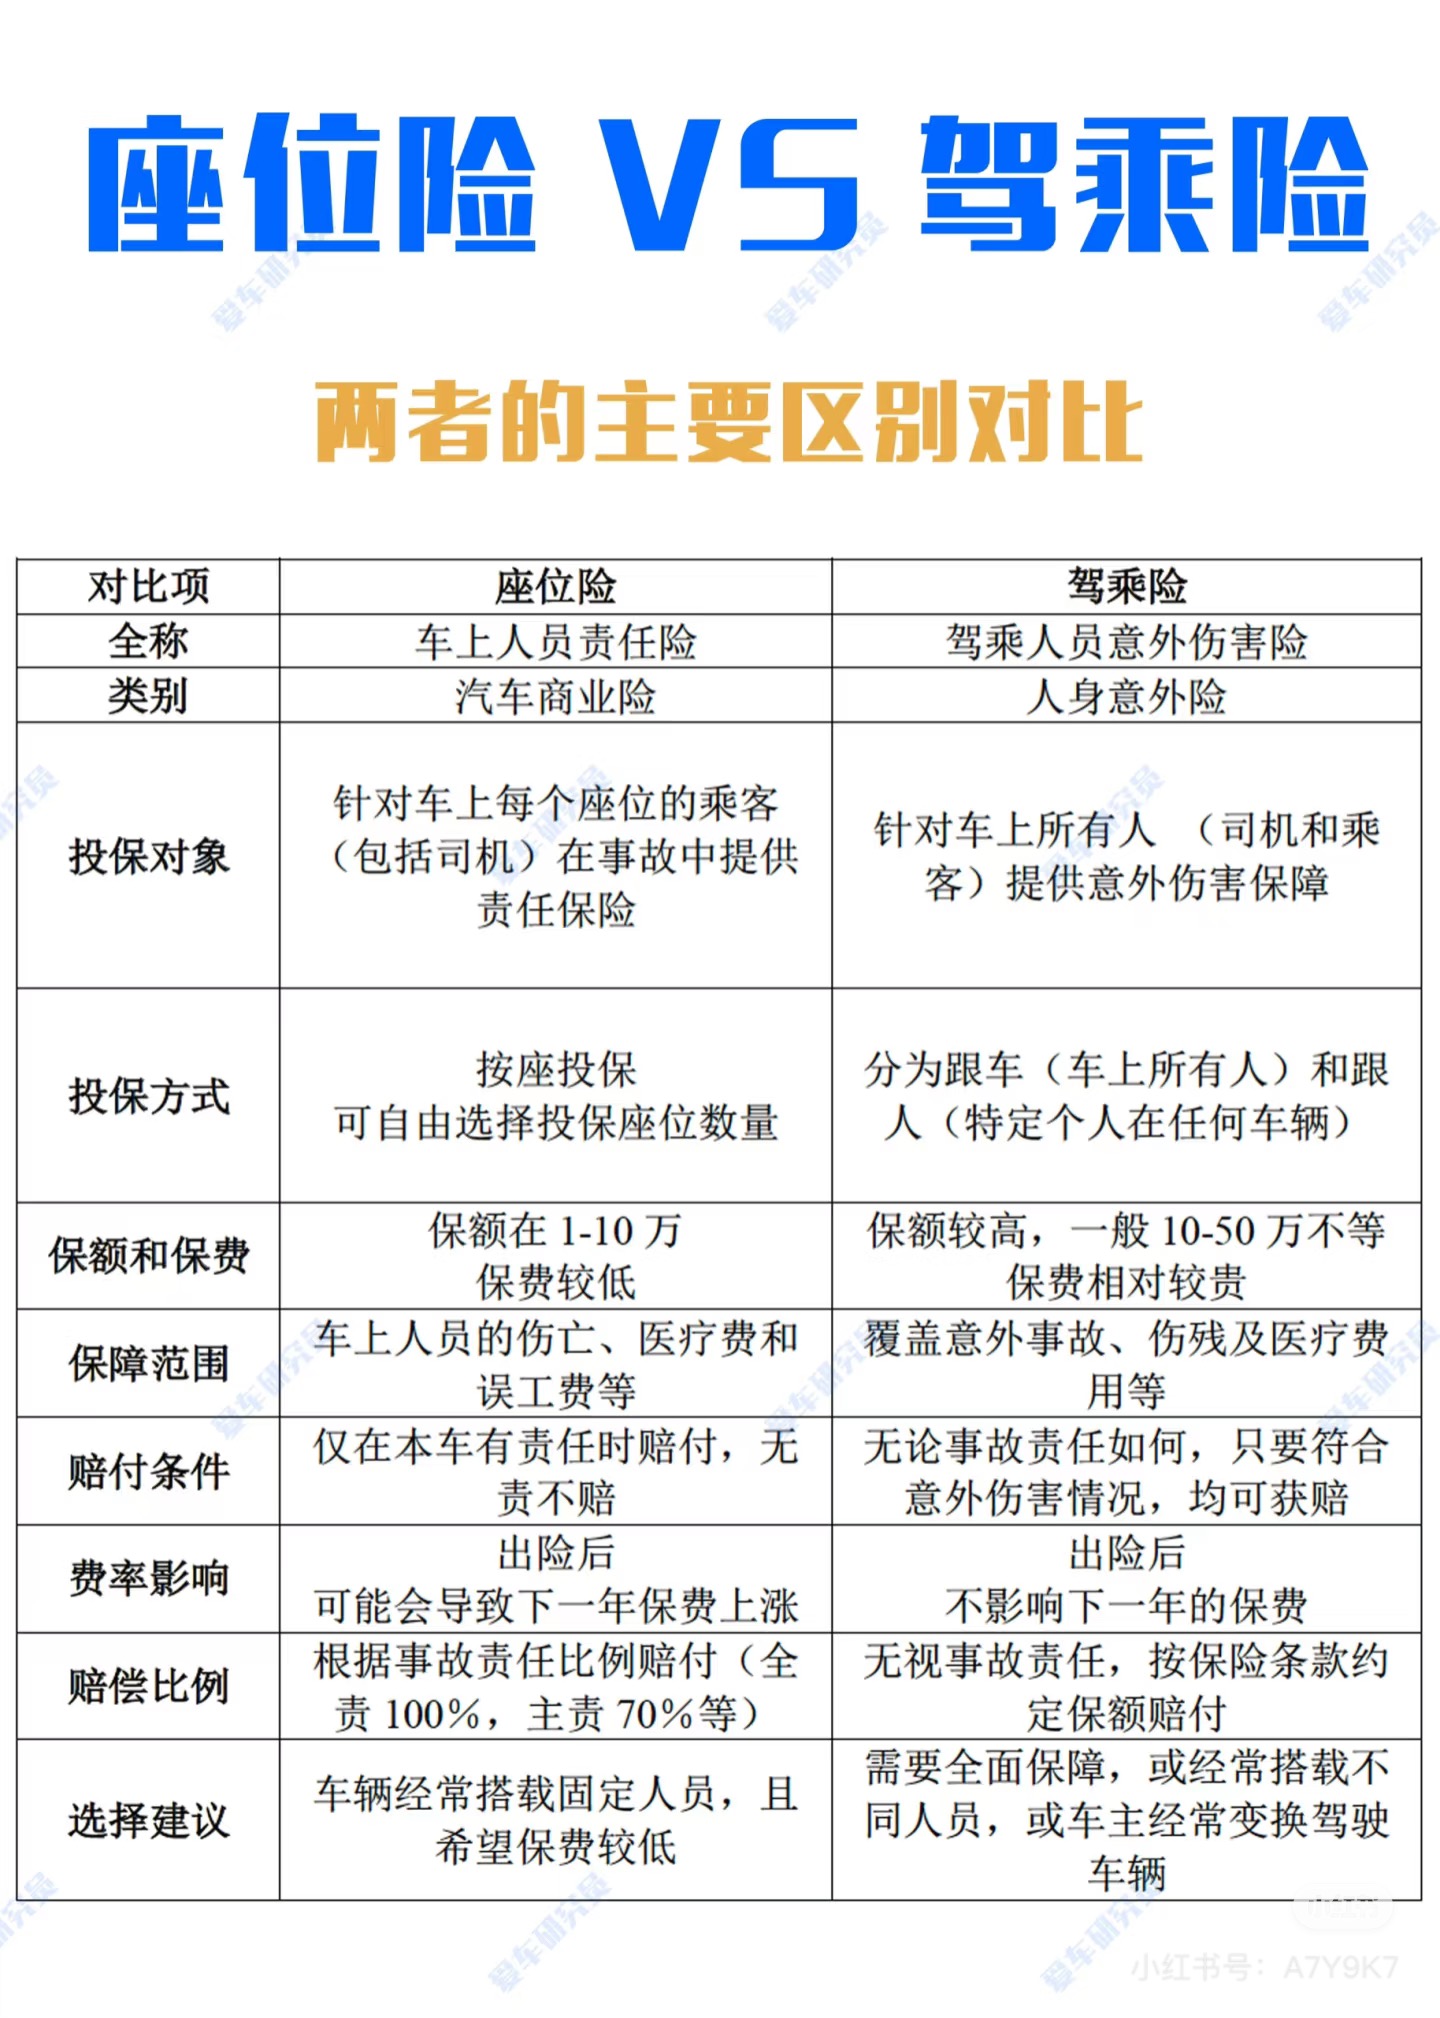 座位险 VS 驾乘险
两者的主要区别对比
对比项
座位险
驾乘险
全称
车上人员责任险
驾乘人员意外伤害险
类别
汽车商业险
人身意外险
投保对象
针对车上每个座位的乘客
（包括司机）在事故中提供
责任保险
针对车上所有人 （司机和乘
客）提供意外伤害保障
投保方式
按座投保
可自由选择投保座位数量
分为跟车（车上所有人）和跟
人（特定个人在任何车辆）
保额和保费
保额在 1-10 万
保费较低
保额较高，一般 10-50 万不等
保费相对较贵
保障范围
车上人员的伤亡、医疗费和
误工费等
覆盖意外事故、伤残及医疗费
用等
赔付条件
仅在本车有责任时赔付，无
责不赔
无论事故责任如何，只要符合
意外伤害情况，均可获赔
费率影响
出险后
可能会导致下一年保费上涨
出险后
不影响下一年的保费
赔偿比例
根据事故责任比例赔付（全
责 100%，主责 70%等）
无视事故责任，按保险条款约
定保额赔付
选择建议
车辆经常搭载固定人员，且
希望保费较低
需要全面保障，或经常搭载不
同人员，或车主经常变换驾驶
车辆
爱车研究员
小红书
小红书号：A7Y9K7